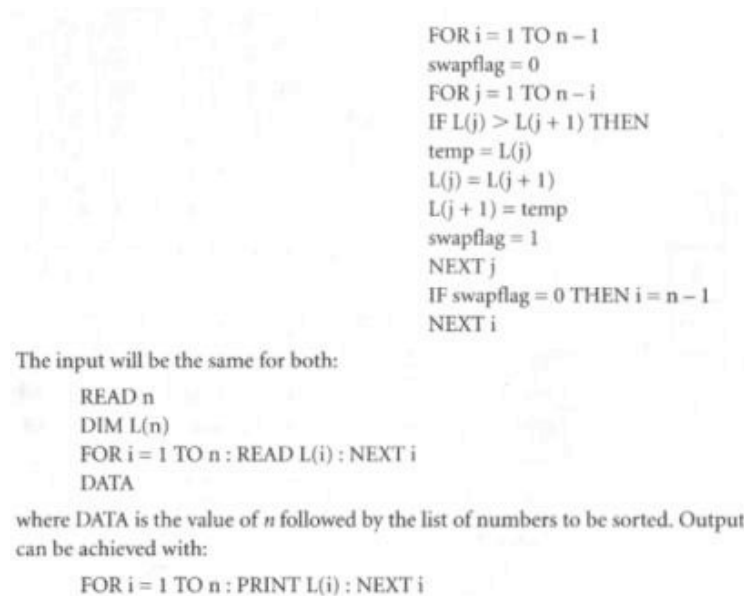 FOR i = 1 TO n – 1
swapflag = 0
FOR j = 1 TO n – i
IF L(j) > L(j + 1) THEN
temp = L(j)
L(j) = L(j + 1)
L(j + 1) = temp
swapflag = 1
NEXT j
IF swapflag = 0 THEN i = n – 1
NEXT i
The input will be the same for both:
READ n
DIM L(n)
FOR i = 1 TO n : READ L(i) : NEXT i
DATA
where DATA is the value of n followed by the list of numbers to be sorted. Output
can be achieved with:
FOR i = 1 TO n : PRINT L(i) : NEXT i